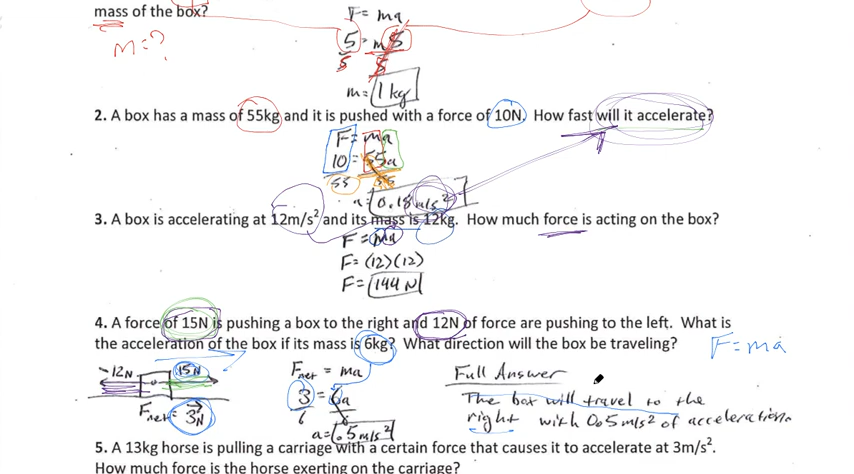 mass of the box?
F = ma
m=?
5 = m5
5 5
m= 1 kg
2. A box has a mass of 55kg and it is pushed with a force of 10N. How fast will it accelerate?
F = ma
10 = 55a
55 55
a= 0.18 m/s²
3. A box is accelerating at 12m/s² and its mass is 12kg. How much force is acting on the box?
F = ma
F= (12)(12)
F= 144 N
4. A force of 15N is pushing a box to the right and 12N of force are pushing to the left. What is
the acceleration of the box if its mass is 6kg? What direction will the box be traveling?
F=ma
-12N 15N
Fnet = 3N
Fnet = ma
3 = 6a
6
a= .5 m/s²
Full Answer
The box will travel to the
right with 0.5 m/s² of acceleration.
5. A 13kg horse is pulling a carriage with a certain force that causes it to accelerate at 3m/s².
How much force is the horse exerting on the carriage?